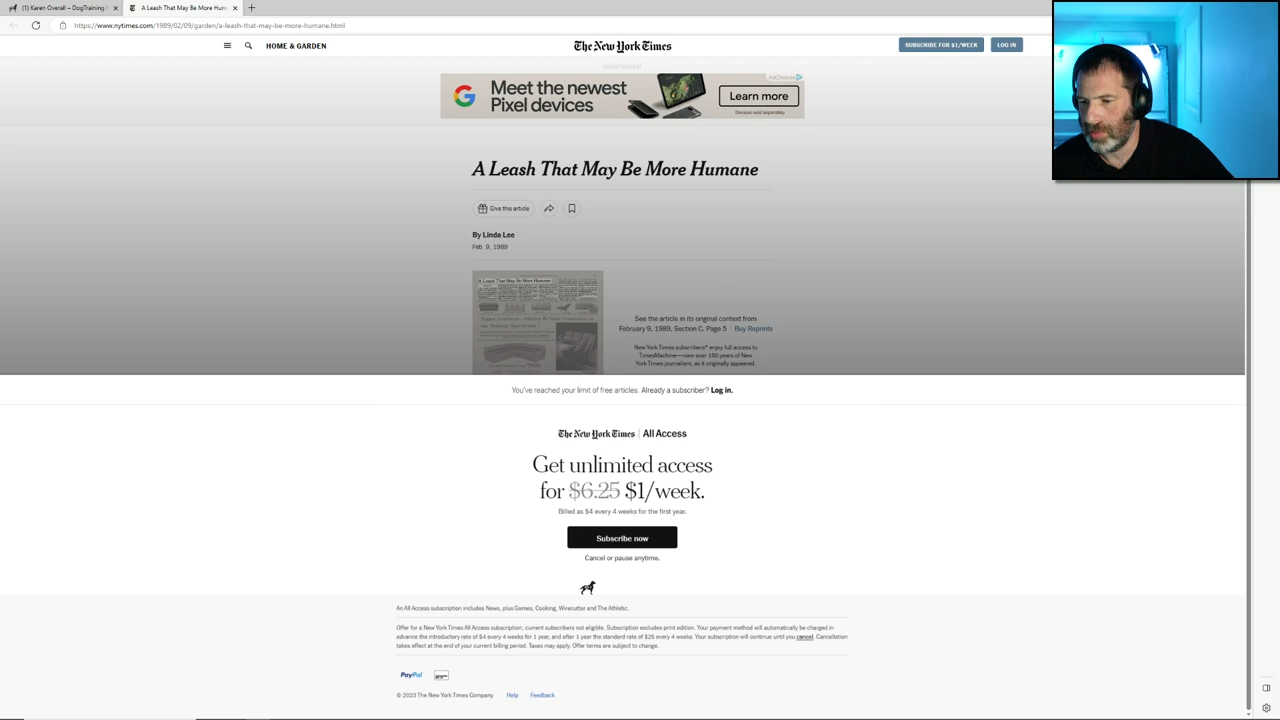 (1) Karen Overall – DogTraining
A Leash That May Be More Hum
https://www.nytimes.com/1989/02/09/garden/a-leash-that-may-be-more-humane.html
HOME & GARDEN
The New York Times
SUBSCRIBE FOR $1/WEEK
LOG IN
ADVERTISEMENT
AdChoices
Meet the newest
Pixel devices
Learn more
Devices sold separately
A Leash That May Be More Humane
Give this article
By Linda Lee
Feb. 9, 1989
A Leash That May Be More Humane
See the article in its original context from
February 9, 1989, Section C, Page 5 | Buy Reprints
New York Times subscribers* enjoy full access to
TimesMachine—view over 150 years of New
York Times journalism, as it originally appeared.
You've reached your limit of free articles. Already a subscriber? Log in.
The New York Times | All Access
Get unlimited access
for $6.25 $1/week.
Billed as $4 every 4 weeks for the first year.
Subscribe now
Cancel or pause anytime.
An All Access subscription includes News, plus Games, Cooking, Wirecutter and The Athletic.
Offer for a New York Times All Access subscription; current subscribers not eligible. Subscription excludes print edition. Your payment method will automatically be charged in
advance the introductory rate of $4 every 4 weeks for 1 year, and after 1 year the standard rate of $25 every 4 weeks. Your subscription will continue until you cancel. Cancellation
takes effect at the end of your current billing period. Taxes may apply. Offer terms are subject to change.
PayPal
© 2023 The New York Times Company
Help
Feedback